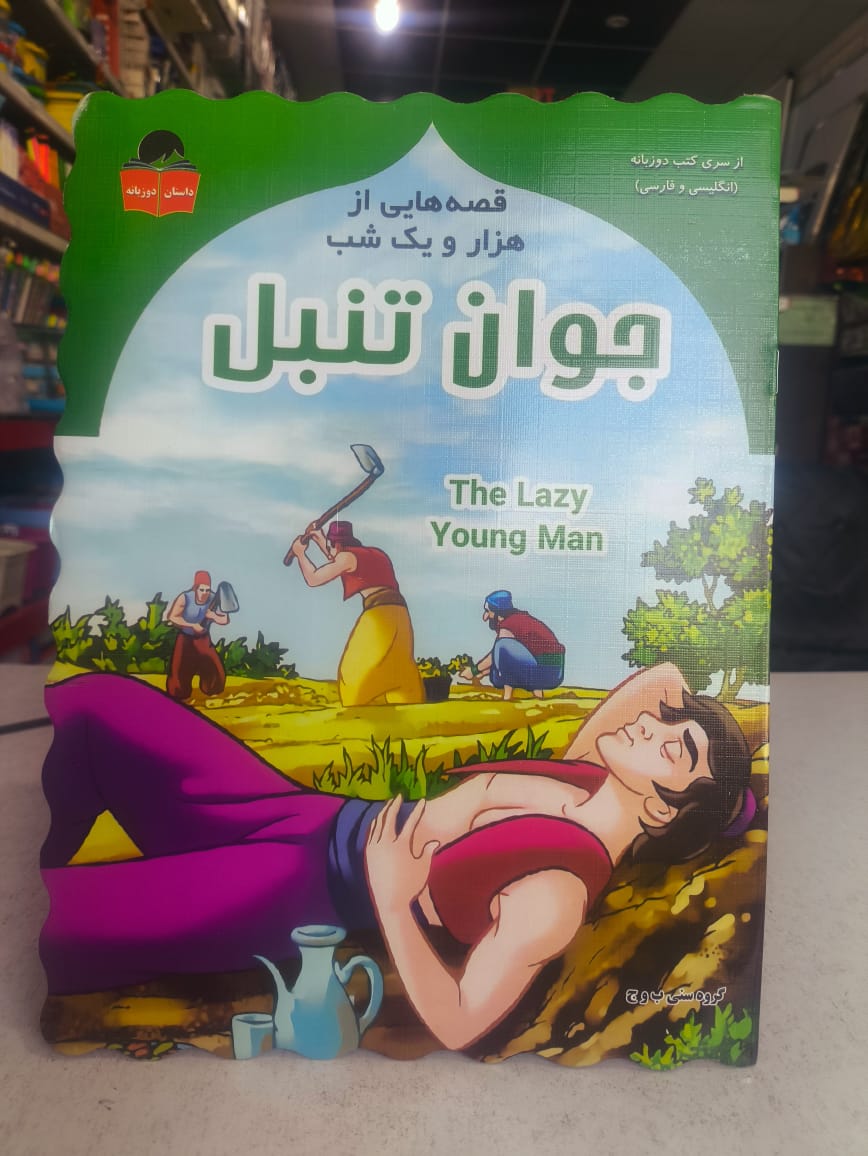 از سری کتب دوزبانه
(انگلیسی و فارسی)
داستان دوزبانه
قصه‌هایی از
هزار و یک شب
جوان تنبل
The Lazy
Young Man
گروه سنی ب و ج